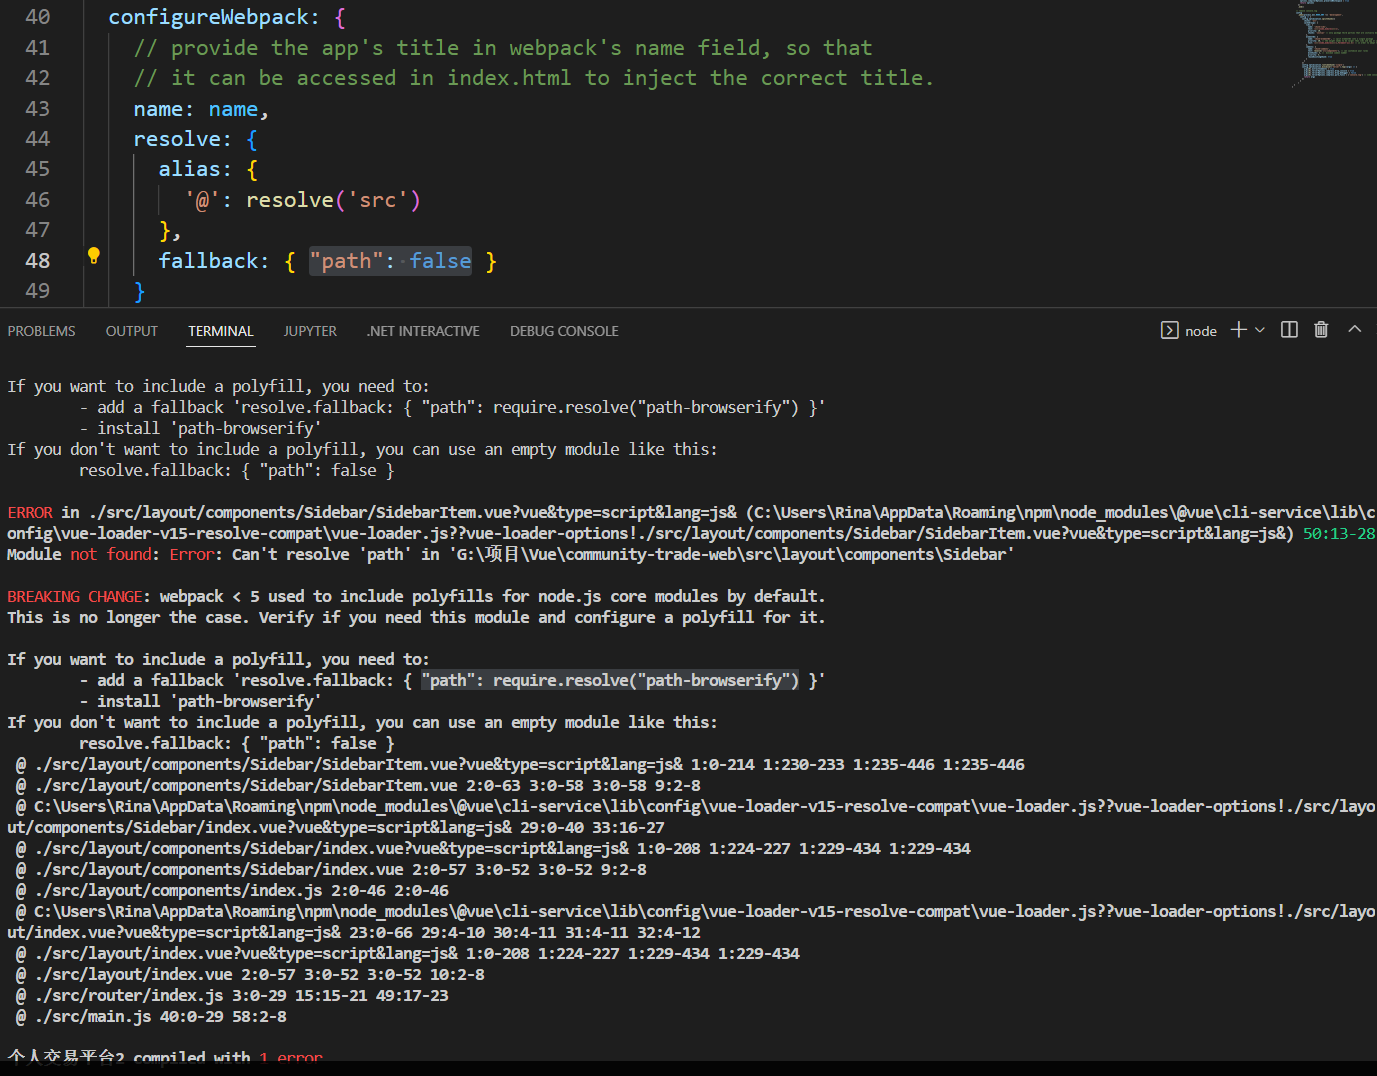 40 configureWebpack: {
41 // provide the app's title in webpack's name field, so that
42 // it can be accessed in index.html to inject the correct title.
43 name: name,
44 resolve: {
45 alias: {
46 '@': resolve('src')
47 },
48 fallback: { "path": false }
49 }
PROBLEMS OUTPUT TERMINAL JUPYTER .NET INTERACTIVE DEBUG CONSOLE node
If you want to include a polyfill, you need to:
- add a fallback 'resolve.fallback: { "path": require.resolve("path-browserify") }'
- install 'path-browserify'
If you don't want to include a polyfill, you can use an empty module like this:
resolve.fallback: { "path": false }
ERROR in ./src/layout/components/Sidebar/SidebarItem.vue?vue&type=script&lang=js& (C:\Users\Rina\AppData\Roaming\npm\node_modules\@vue\cli-service\lib\c
onfig\vue-loader-v15-resolve-compat\vue-loader.js??vue-loader-options!./src/layout/components/Sidebar/SidebarItem.vue?vue&type=script&lang=js&) 50:13-28
Module not found: Error: Can't resolve 'path' in 'G:\项目\Vue\community-trade-web\src\layout\components\Sidebar'
BREAKING CHANGE: webpack < 5 used to include polyfills for node.js core modules by default.
This is no longer the case. Verify if you need this module and configure a polyfill for it.
If you want to include a polyfill, you need to:
- add a fallback 'resolve.fallback: { "path": require.resolve("path-browserify") }'
- install 'path-browserify'
If you don't want to include a polyfill, you can use an empty module like this:
resolve.fallback: { "path": false }
@ ./src/layout/components/Sidebar/SidebarItem.vue?vue&type=script&lang=js& 1:0-214 1:230-233 1:235-446 1:235-446
@ ./src/layout/components/Sidebar/SidebarItem.vue 2:0-63 3:0-58 3:0-58 9:2-8
@ C:\Users\Rina\AppData\Roaming\npm\node_modules\@vue\cli-service\lib\config\vue-loader-v15-resolve-compat\vue-loader.js??vue-loader-options!./src/layo
ut/components/Sidebar/index.vue?vue&type=script&lang=js& 29:0-40 33:16-27
@ ./src/layout/components/Sidebar/index.vue?vue&type=script&lang=js& 1:0-208 1:224-227 1:229-434 1:229-434
@ ./src/layout/components/Sidebar/index.vue 2:0-57 3:0-52 3:0-52 9:2-8
@ ./src/layout/components/index.js 2:0-46 2:0-46
@ C:\Users\Rina\AppData\Roaming\npm\node_modules\@vue\cli-service\lib\config\vue-loader-v15-resolve-compat\vue-loader.js??vue-loader-options!./src/layo
ut/index.vue?vue&type=script&lang=js& 23:0-66 29:4-10 30:4-11 31:4-11 32:4-12
@ ./src/layout/index.vue?vue&type=script&lang=js& 1:0-208 1:224-227 1:229-434 1:229-434
@ ./src/layout/index.vue 2:0-57 3:0-52 3:0-52 10:2-8
@ ./src/router/index.js 3:0-29 15:15-21 49:17-23
@ ./src/main.js 40:0-29 58:2-8
个人交易平台2 compiled with 1 error